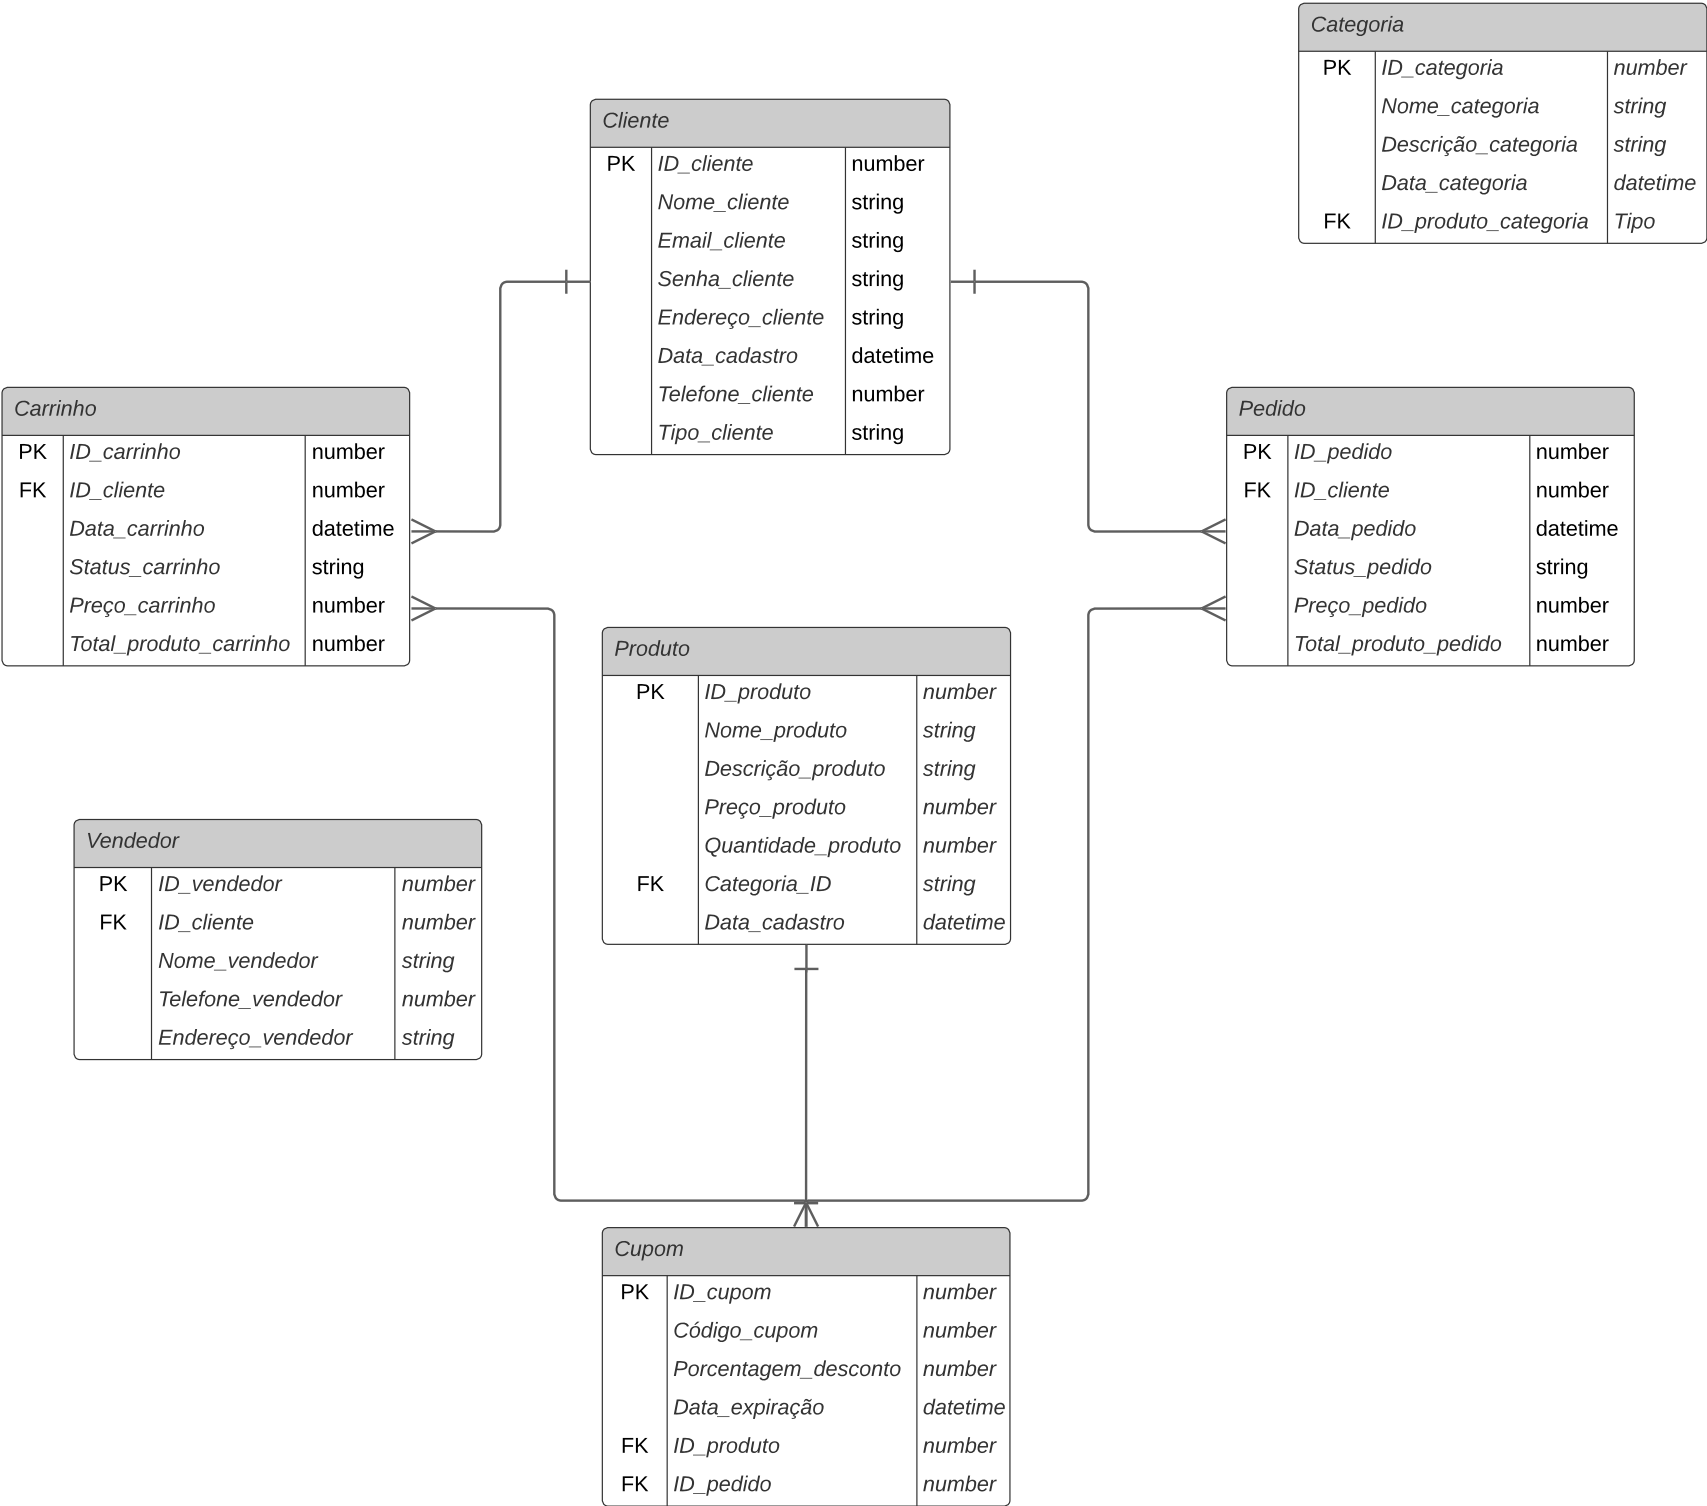 Categoria
PK ID_categoria number
Nome_categoria string
Descrição_categoria string
Data_categoria datetime
FK ID_produto_categoria Tipo
Cliente
PK ID_cliente number
Nome_cliente string
Email_cliente string
Senha_cliente string
Endereço_cliente string
Data_cadastro datetime
Telefone_cliente number
Tipo_cliente string
Carrinho
PK ID_carrinho number
FK ID_cliente number
Data_carrinho datetime
Status_carrinho string
Preço_carrinho number
Total_produto_carrinho number
Pedido
PK ID_pedido number
FK ID_cliente number
Data_pedido datetime
Status_pedido string
Preço_pedido number
Total_produto_pedido number
Produto
PK ID_produto number
Nome_produto string
Descrição_produto string
Preço_produto number
Quantidade_produto number
FK Categoria_ID string
Data_cadastro datetime
Vendedor
PK ID_vendedor number
FK ID_cliente number
Nome_vendedor string
Telefone_vendedor number
Endereço_vendedor string
Cupom
PK ID_cupom number
Código_cupom number
Porcentagem_desconto number
Data_expiração datetime
FK ID_produto number
FK ID_pedido number